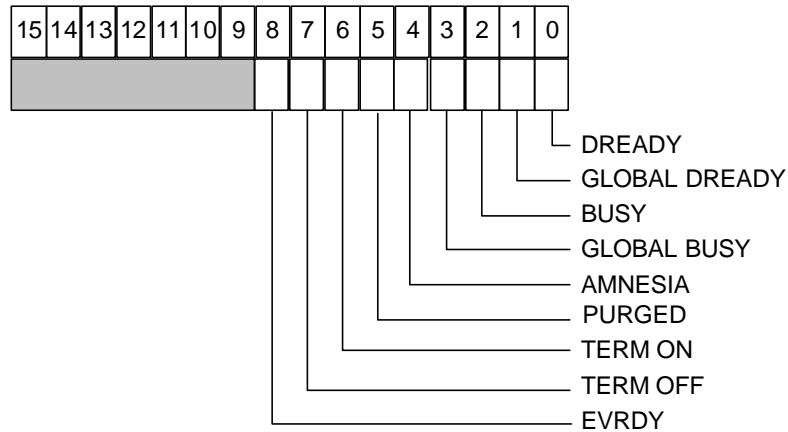 15 14 13 12 11 10 9 8 7 6 5 4 3 2 1 0
DREADY
GLOBAL DREADY
BUSY
GLOBAL BUSY
AMNESIA
PURGED
TERM ON
TERM OFF
EVRDY